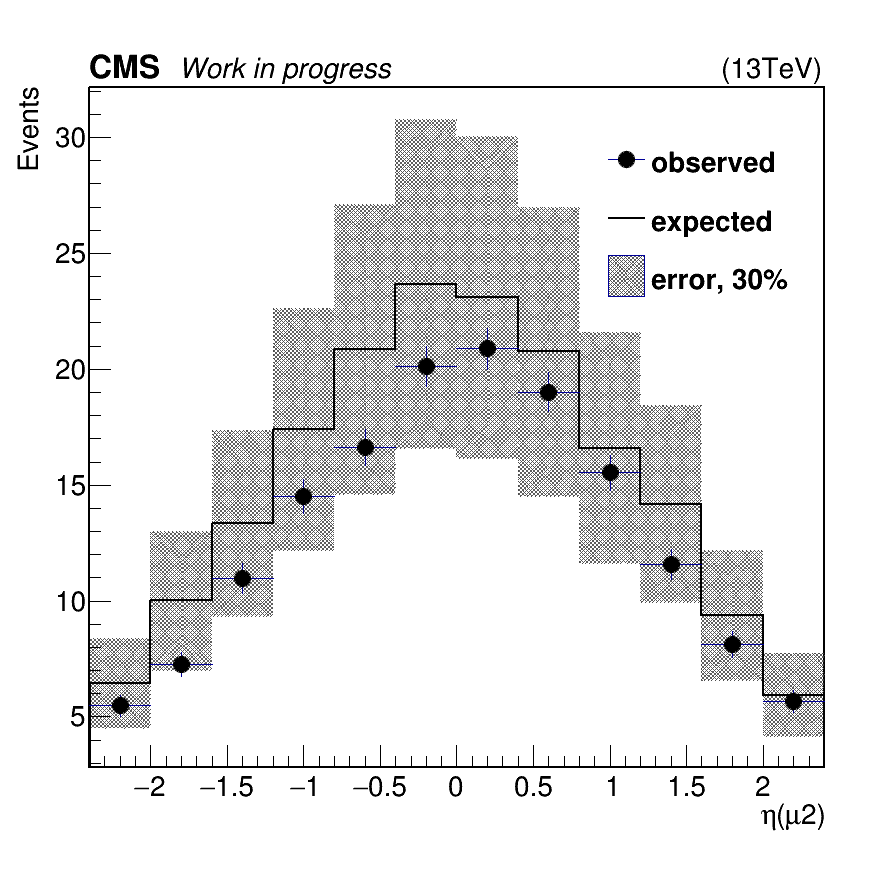 CMS Work in progress (13TeV)
Events
30
25
20
15
10
5
observed
expected
error, 30%
−2 −1.5 −1 −0.5 0 0.5 1 1.5 2
η(μ2)